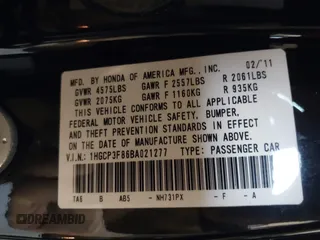 MFD. BY HONDA OF AMERICA MFG., INC. 02/11
GVWR 4575LBS GAWR F 2557LBS R 2061LBS
GVWR 2075KG GAWR F 1160KG R 935KG
THIS VEHICLE CONFORMS TO ALL APPLICABLE
FEDERAL MOTOR VEHICLE SAFETY, BUMPER,
AND THEFT PREVENTION STANDARDS IN EFFECT
ON THE DATE OF MANUFACTURE SHOWN ABOVE.
V.I.N: 1HGCP3F86BA021277 TYPE: PASSENGER CAR
TA6 B AB5 - NH731PX - F - A
DREAMBID